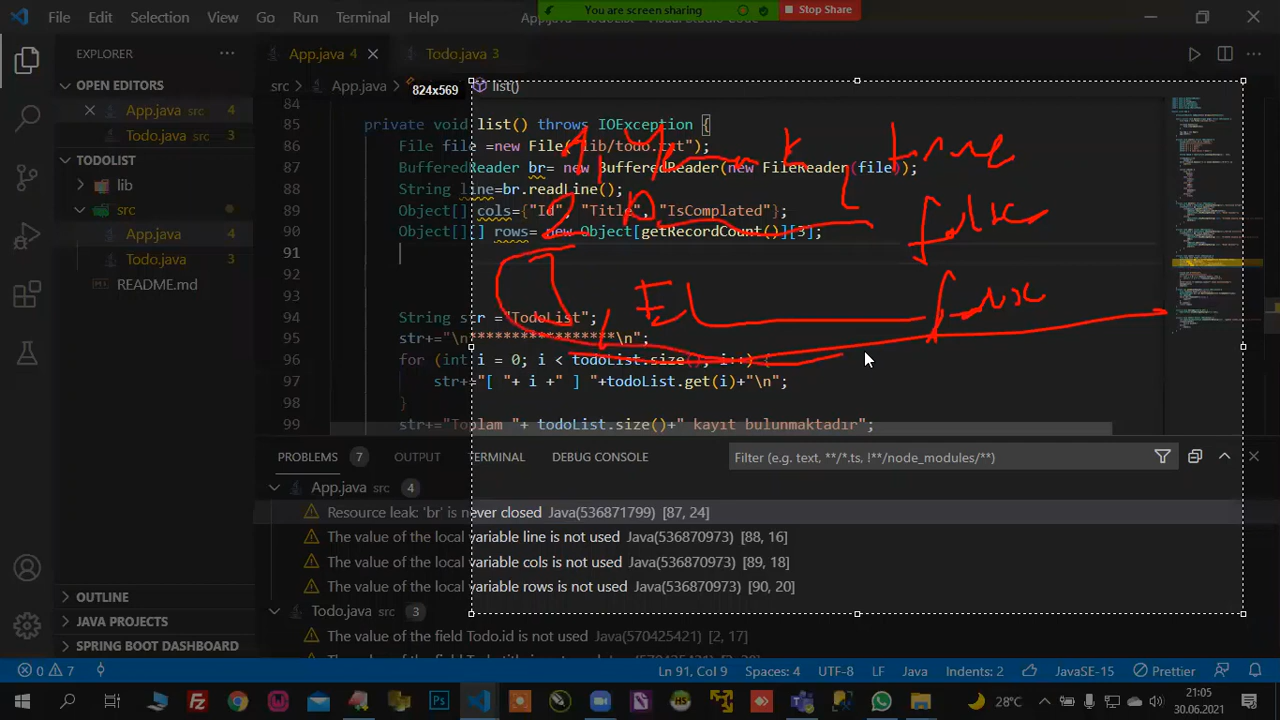 File Edit Selection View Go Run Terminal Help
You are screen sharing Stop Share
EXPLORER
App.java 4
Todo.java 3
OPEN EDITORS
App.java src 4
Todo.java src 3
TODOLIST
lib
src
App.java 4
Todo.java 3
README.md
OUTLINE
JAVA PROJECTS
SPRING BOOT DASHBOARD
src App.java list()
824x569
84
85 private void list() throws IOException {
86 File file=new File("lib/todo.txt");
87 BufferedReader br= new BufferedReader(new FileReader(file));
88 String line=br.readLine();
89 Object[] cols={"Id", "Title", "IsComplated"};
90 Object[][] rows= new Object[getRecordCount()][3];
91
92
93
94 String str ="TodoList";
95 str+="\n*****************\n";
96 for (int i = 0; i < todoList.size(); i++) {
97 str+="[ "+ i +" ] "+todoList.get(i)+"\n";
98 }
99 str+="Toplam "+ todoList.size()+" kayıt bulunmaktadır";
true
false
false
PROBLEMS 7 OUTPUT TERMINAL DEBUG CONSOLE
Filter (e.g. text, **/*.ts, !**/node_modules/**)
App.java src 4
Resource leak: 'br' is never closed Java(536871799) [87, 24]
The value of the local variable line is not used Java(536870973) [88, 16]
The value of the local variable cols is not used Java(536870973) [89, 18]
The value of the local variable rows is not used Java(536870973) [90, 20]
Todo.java src 3
The value of the field Todo.id is not used Java(570425421) [2, 17]
0 7
Ln 91, Col 9 Spaces: 4 UTF-8 LF Java Indents: 2 JavaSE-15 Prettier
28°C
21:05
30.06.2021